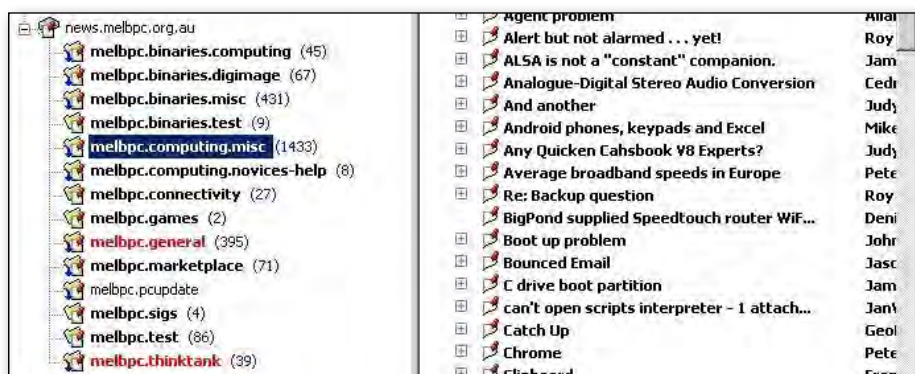 news.melbpc.org.au
melbpc.binaries.computing (45)
melbpc.binaries.digimage (67)
melbpc.binaries.misc (431)
melbpc.binaries.test (9)
melbpc.computing.misc (1433)
melbpc.computing.novices-help (8)
melbpc.connectivity (27)
melbpc.games (2)
melbpc.general (395)
melbpc.marketplace (71)
melbpc.pcupdate
melbpc.sigs (4)
melbpc.test (86)
melbpc.thinktank (39)
Agent problem
Alert but not alarmed . . . yet! Roy
ALSA is not a "constant" companion. Jam
Analogue-Digital Stereo Audio Conversion Cedr
And another Judy
Android phones, keypads and Excel Mike
Any Quicken Cahsbook V8 Experts? Judy
Average broadband speeds in Europe Pete
Re: Backup question Roy
BigPond supplied Speedtouch router WiF... Deni
Boot up problem John
Bounced Email Jasc
C drive boot partition Jam
can't open scripts interpreter - 1 attach... Jan
Catch Up Geo
Chrome Pete
Clipboard